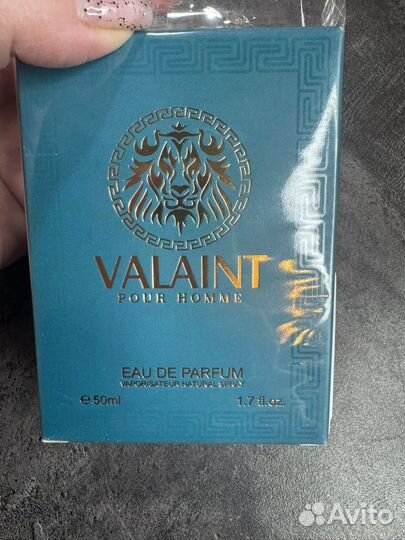 VALAINT
POUR HOMME
EAU DE PARFUM
VAPORISATEUR NATURAL SPRAY
℮50ml 1.7 fl.oz.
Avito